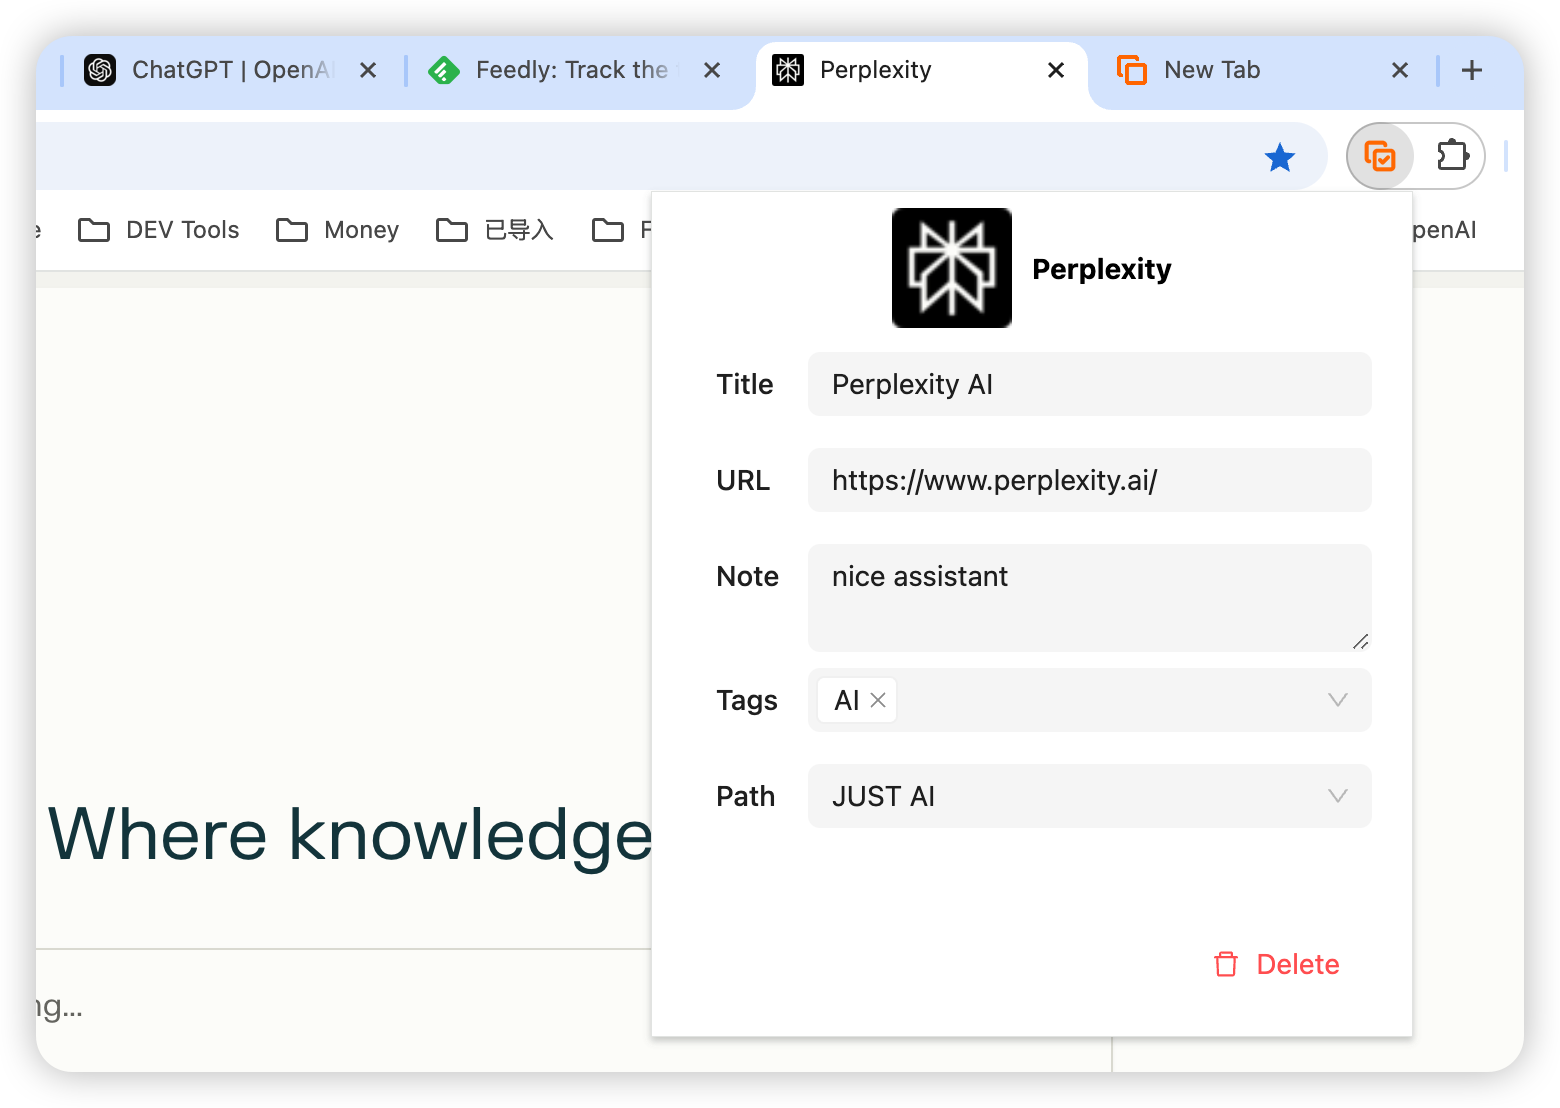 ChatGPT | OpenAI
Feedly: Track the
Perplexity
New Tab
DEV Tools
Money
已导入
F
penAI
Perplexity
Title
Perplexity AI
URL
https://www.perplexity.ai/
Note
nice assistant
Tags
AI
Path
JUST AI
Where knowledge
Delete
ng...